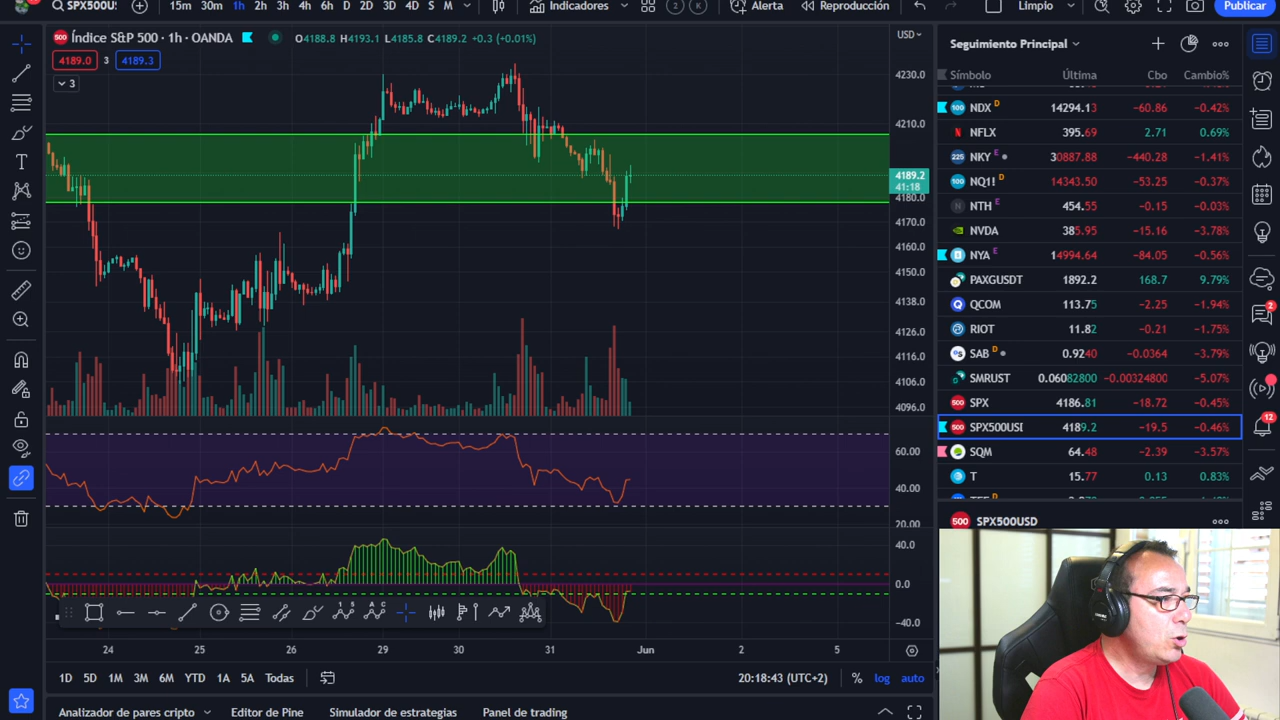 SPX500U:
15m 30m 1h 2h 3h 4h 6h D 2D 3D 4D S M
Indicadores
2 K
Alerta
Reproducción
Limpio
Publicar
Índice S&P 500 · 1h · OANDA
O4189.8 H4193.1 L4185.8 C4189.2 +0.3 (+0.01%)
4189.0 3 4189.3
3
USD
4230.0
4210.0
4189.2
41:18
4180.0
4170.0
4160.0
4150.0
4138.0
4126.0
4116.0
4106.0
4096.0
60.00
40.00
20.00
40.0
0.0
−40.0
24 25 26 29 30 31 Jun 2 5
1D 5D 1M 3M 6M YTD 1A 5A Todas
20:18:43 (UTC+2)
% log auto
Analizador de pares cripto
Editor de Pine
Simulador de estrategias
Panel de trading
Seguimiento Principal
Símbolo Última Cbo Cambio%
NDX D 14294.13 −60.86 −0.42%
NFLX 395.69 2.71 0.69%
NKY E 30887.88 −440.28 −1.41%
NQ1! D 14343.50 −53.25 −0.37%
NTH E 454.55 −0.15 −0.03%
NVDA 385.95 −15.16 −3.78%
NYA E 14994.64 −84.05 −0.56%
PAXGUSDT 1892.2 168.7 9.79%
QCOM 113.75 −2.25 −1.94%
RIOT 11.82 −0.21 −1.75%
SAB D 0.9240 −0.0364 −3.79%
SMRUST 0.06082800 −0.00324800 −5.07%
SPX 4186.81 −18.72 −0.45%
SPX500USI 4189.2 −19.5 −0.46%
SQM 64.48 −2.39 −3.57%
T 15.77 0.13 0.83%
500 SPX500USD
2
12